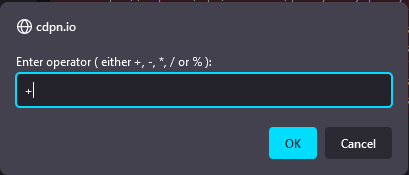 cdpn.io
Enter operator ( either +, -, *, / or % ):
+
OK
Cancel